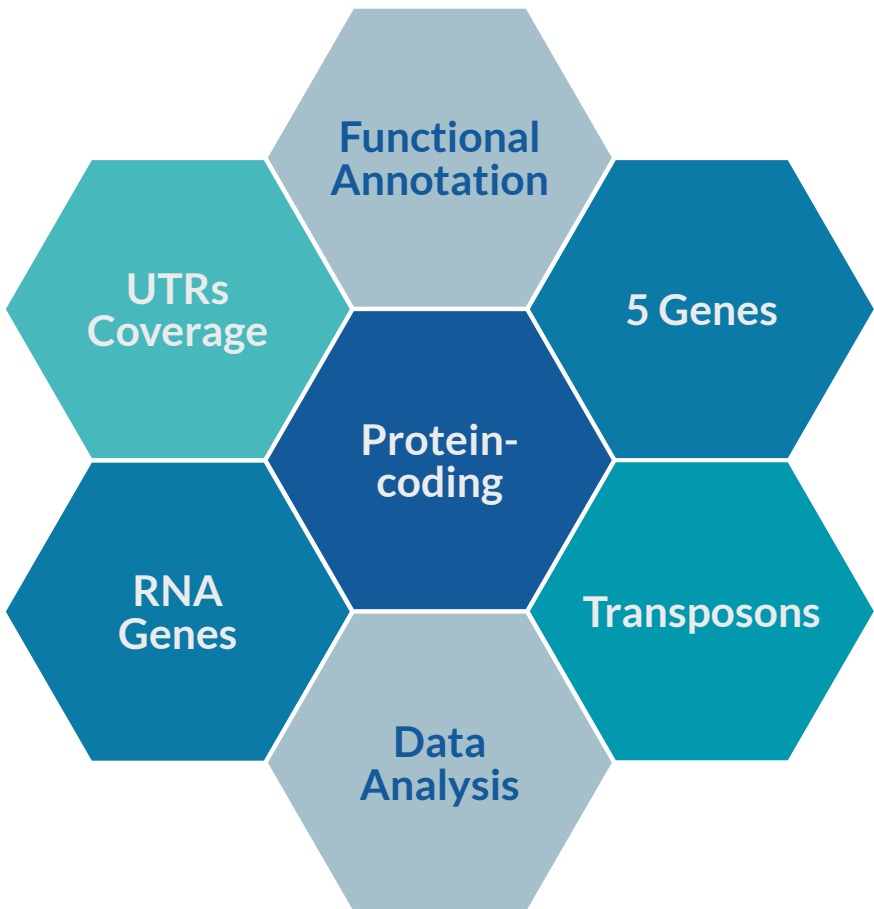 Functional
Annotation
UTRs
Coverage
5 Genes
Protein-
coding
RNA
Genes
Transposons
Data
Analysis